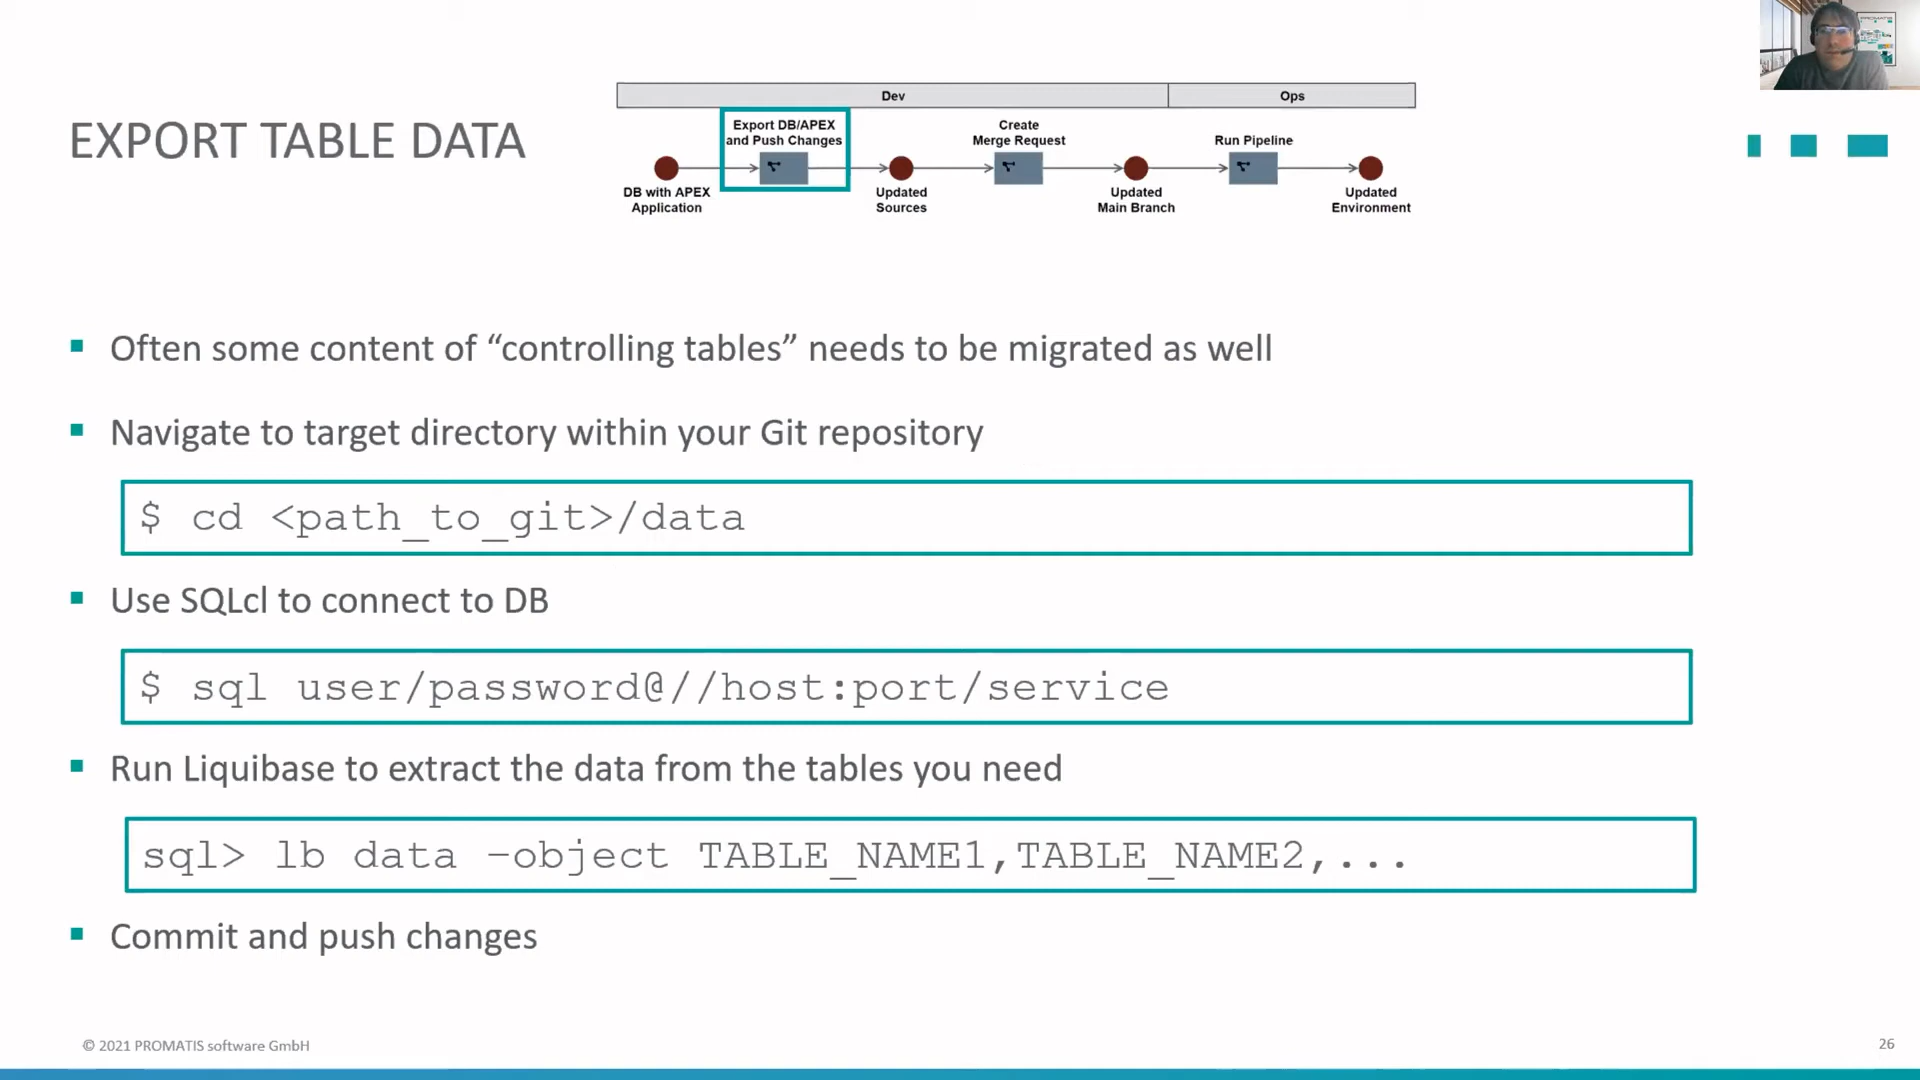 EXPORT TABLE DATA
Dev
Ops
Export DB/APEX
and Push Changes
Create
Merge Request
Run Pipeline
DB with APEX
Application
Updated
Sources
Updated
Main Branch
Updated
Environment
PROMATIS
Often some content of “controlling tables” needs to be migrated as well
Navigate to target directory within your Git repository
$ cd <path_to_git>/data
Use SQLcl to connect to DB
$ sql user/password@//host:port/service
Run Liquibase to extract the data from the tables you need
sql> lb data –object TABLE_NAME1,TABLE_NAME2,...
Commit and push changes
© 2021 PROMATIS software GmbH
26